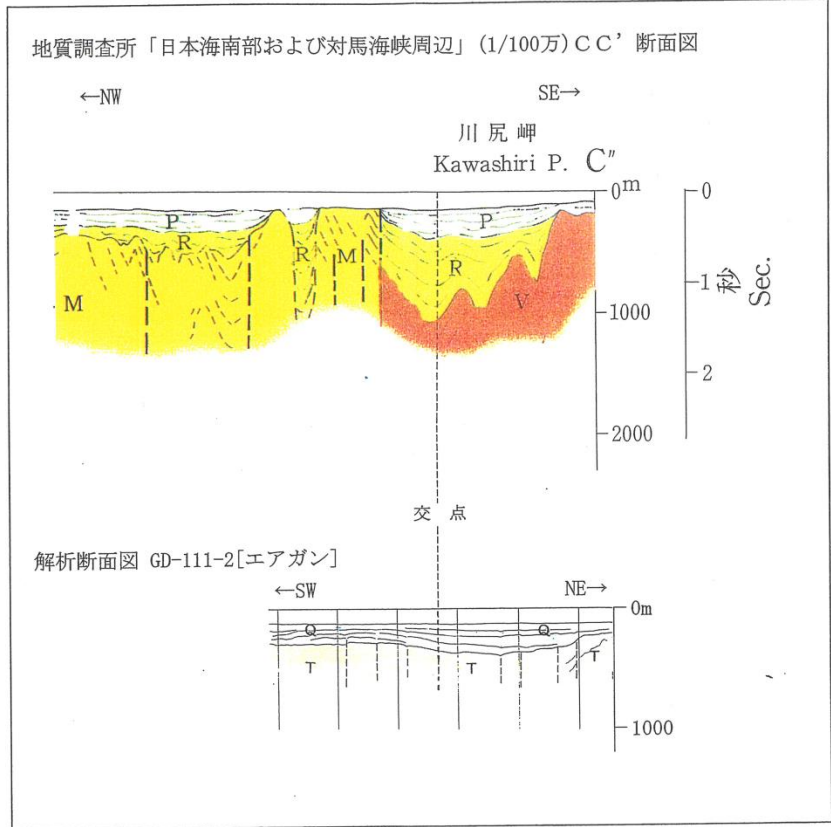 地質調査所「日本海南部および対馬海峡周辺」(1/100万)ＣＣ’断面図
←NW
SE→
川尻岬
Kawashiri P. C"
P
P
R
R
M
R
M
V
0m
1000
2000
0
1
2
秒
Sec.
交 点
解析断面図 GD-111-2[エアガン]
←SW
NE→
Q
Q
T
T
T
0m
1000